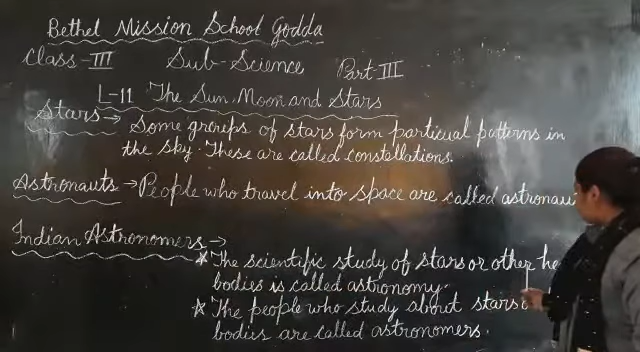 Bethel Mission School Godda
Class-III Sub-Science Part III
L-11 The Sun, Moon and Stars
Stars → Some groups of stars form particual patterns in
the sky. These are called constellations.
Astronauts → People who travel into space are called astronau
Indian Astronomers →
* The scientific study of stars or other he
bodies is called astronomy.
* The people who study about stars
bodies are called astronomers.